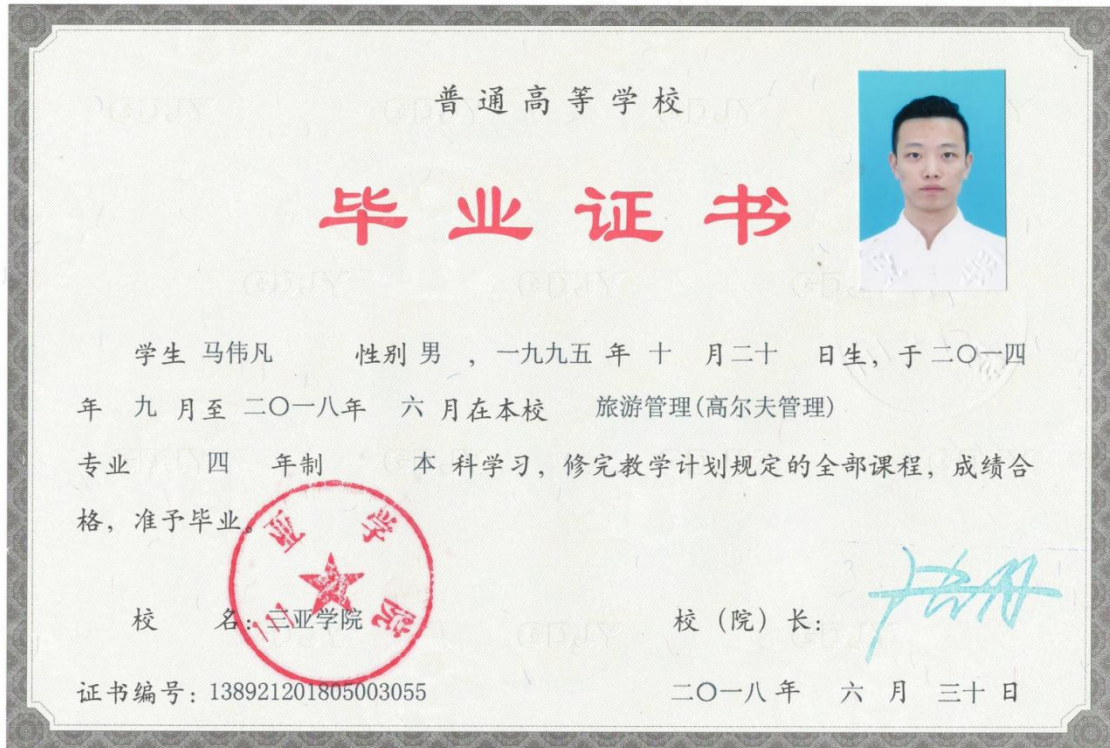 普通高等学校
毕业证书
学生 马伟凡 性别 男 ，一九九五 年 十 月二十 日生，于 二〇一四
年 九 月至 二〇一八年 六 月在本校 旅游管理(高尔夫管理)
专业 四 年制 本 科学习，修完教学计划规定的全部课程，成绩合
格，准予毕业。
三亚学院
校 名：三亚学院 校（院）长：
证书编号：138921201805003055 二〇一八 年 六 月 三十 日